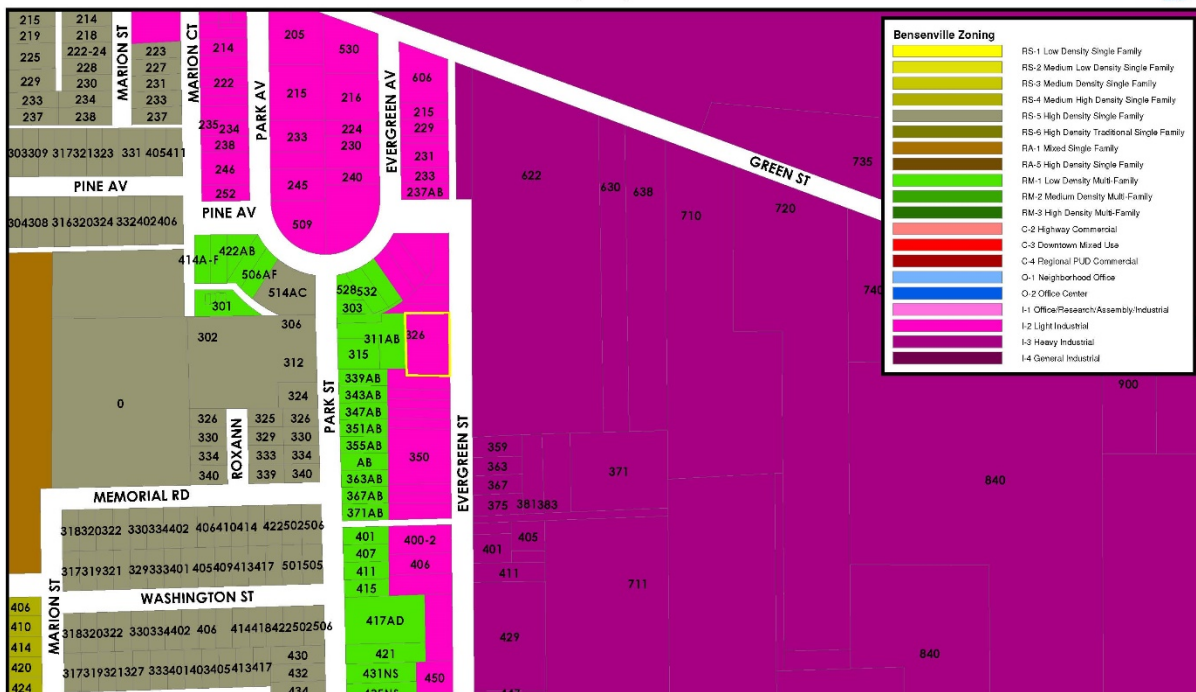 215 214
219 218
222-24
225
228
229 230
233 234
237 238
MARION ST
223
227
231
233
237
MARION CT
214
222
235 234
238
246
252
PARK AV
205
530
215 216
233 224
230
245 240
509
EVERGREEN AV
606
215
229
231
233
237AB
GREEN ST
303 309 317 321 323 331 405 411
PINE AV
PINE AV
304 308 316 320 324 332 402 406
414A-F
422AB
506AF
514AC
301
306
302
312
324
0
326
330
334
340
ROXANN
325 326
329 330
333 334
339 340
PARK ST
528 532
303
311AB
326
315
339AB
343AB
347AB
351AB
355AB
AB
363AB
367AB
371AB
350
EVERGREEN ST
622
630
638
710
720
735
740
900
359
363
367
375 381 383
371
840
401
405
411
711
429
840
MEMORIAL RD
318 320 322 330 334 402 406 410 414 422 502 506
317 319 321 329 333 401 405 409 413 417 501 505
MARION ST
WASHINGTON ST
401
407
411
415
400-2
406
417AD
421
431NS
450
406
410
414
420
424
318 320 322 330 334 402 406 414 418 422 502 506
317 319 321 327 333 401 403 405 413 417
430
432
434
Bensenville Zoning
RS-1 Low Density Single Family
RS-2 Medium Low Density Single Family
RS-3 Medium Density Single Family
RS-4 Medium High Density Single Family
RS-5 High Density Single Family
RS-6 High Density Traditional Single Family
RA-1 Mixed Single Family
RA-5 High Density Single Family
RM-1 Low Density Multi-Family
RM-2 Medium Density Multi-Family
RM-3 High Density Multi-Family
C-2 Highway Commercial
C-3 Downtown Mixed Use
C-4 Regional PUD Commercial
O-1 Neighborhood Office
O-2 Office Center
I-1 Office/Research/Assembly/Industrial
I-2 Light Industrial
I-3 Heavy Industrial
I-4 General Industrial